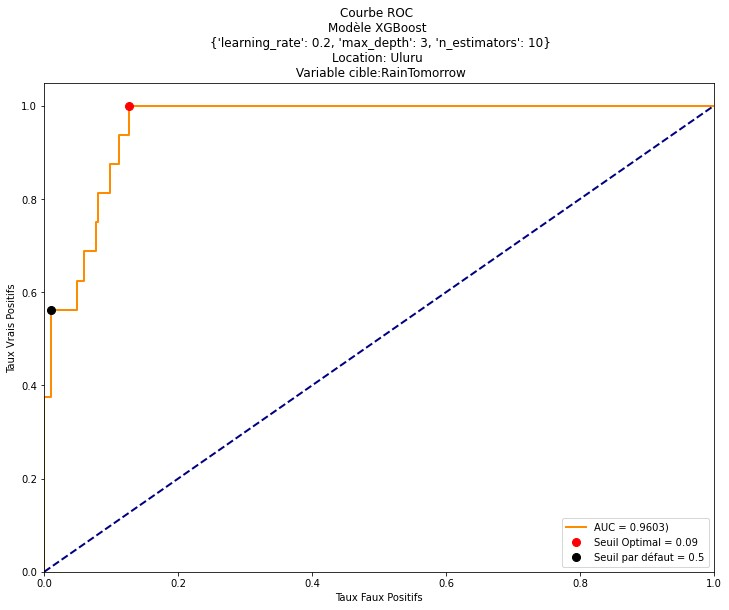 Courbe ROC
Modèle XGBoost
{'learning_rate': 0.2, 'max_depth': 3, 'n_estimators': 10}
Location: Uluru
Variable cible:RainTomorrow
1.0
0.8
0.6
0.4
0.2
0.0
Taux Vrais Positifs
AUC = 0.9603)
Seuil Optimal = 0.09
Seuil par défaut = 0.5
0.0 0.2 0.4 0.6 0.8 1.0
Taux Faux Positifs